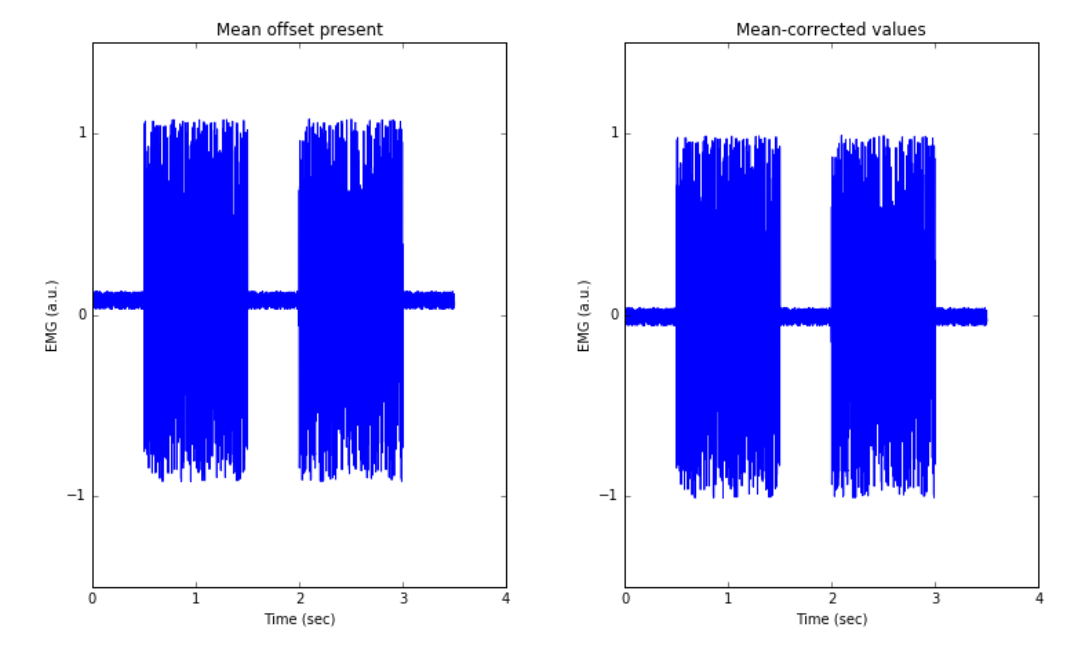 Mean offset present
1
0
−1
EMG (a.u.)
0 1 2 3 4
Time (sec)
Mean-corrected values
1
0
−1
EMG (a.u.)
0 1 2 3 4
Time (sec)